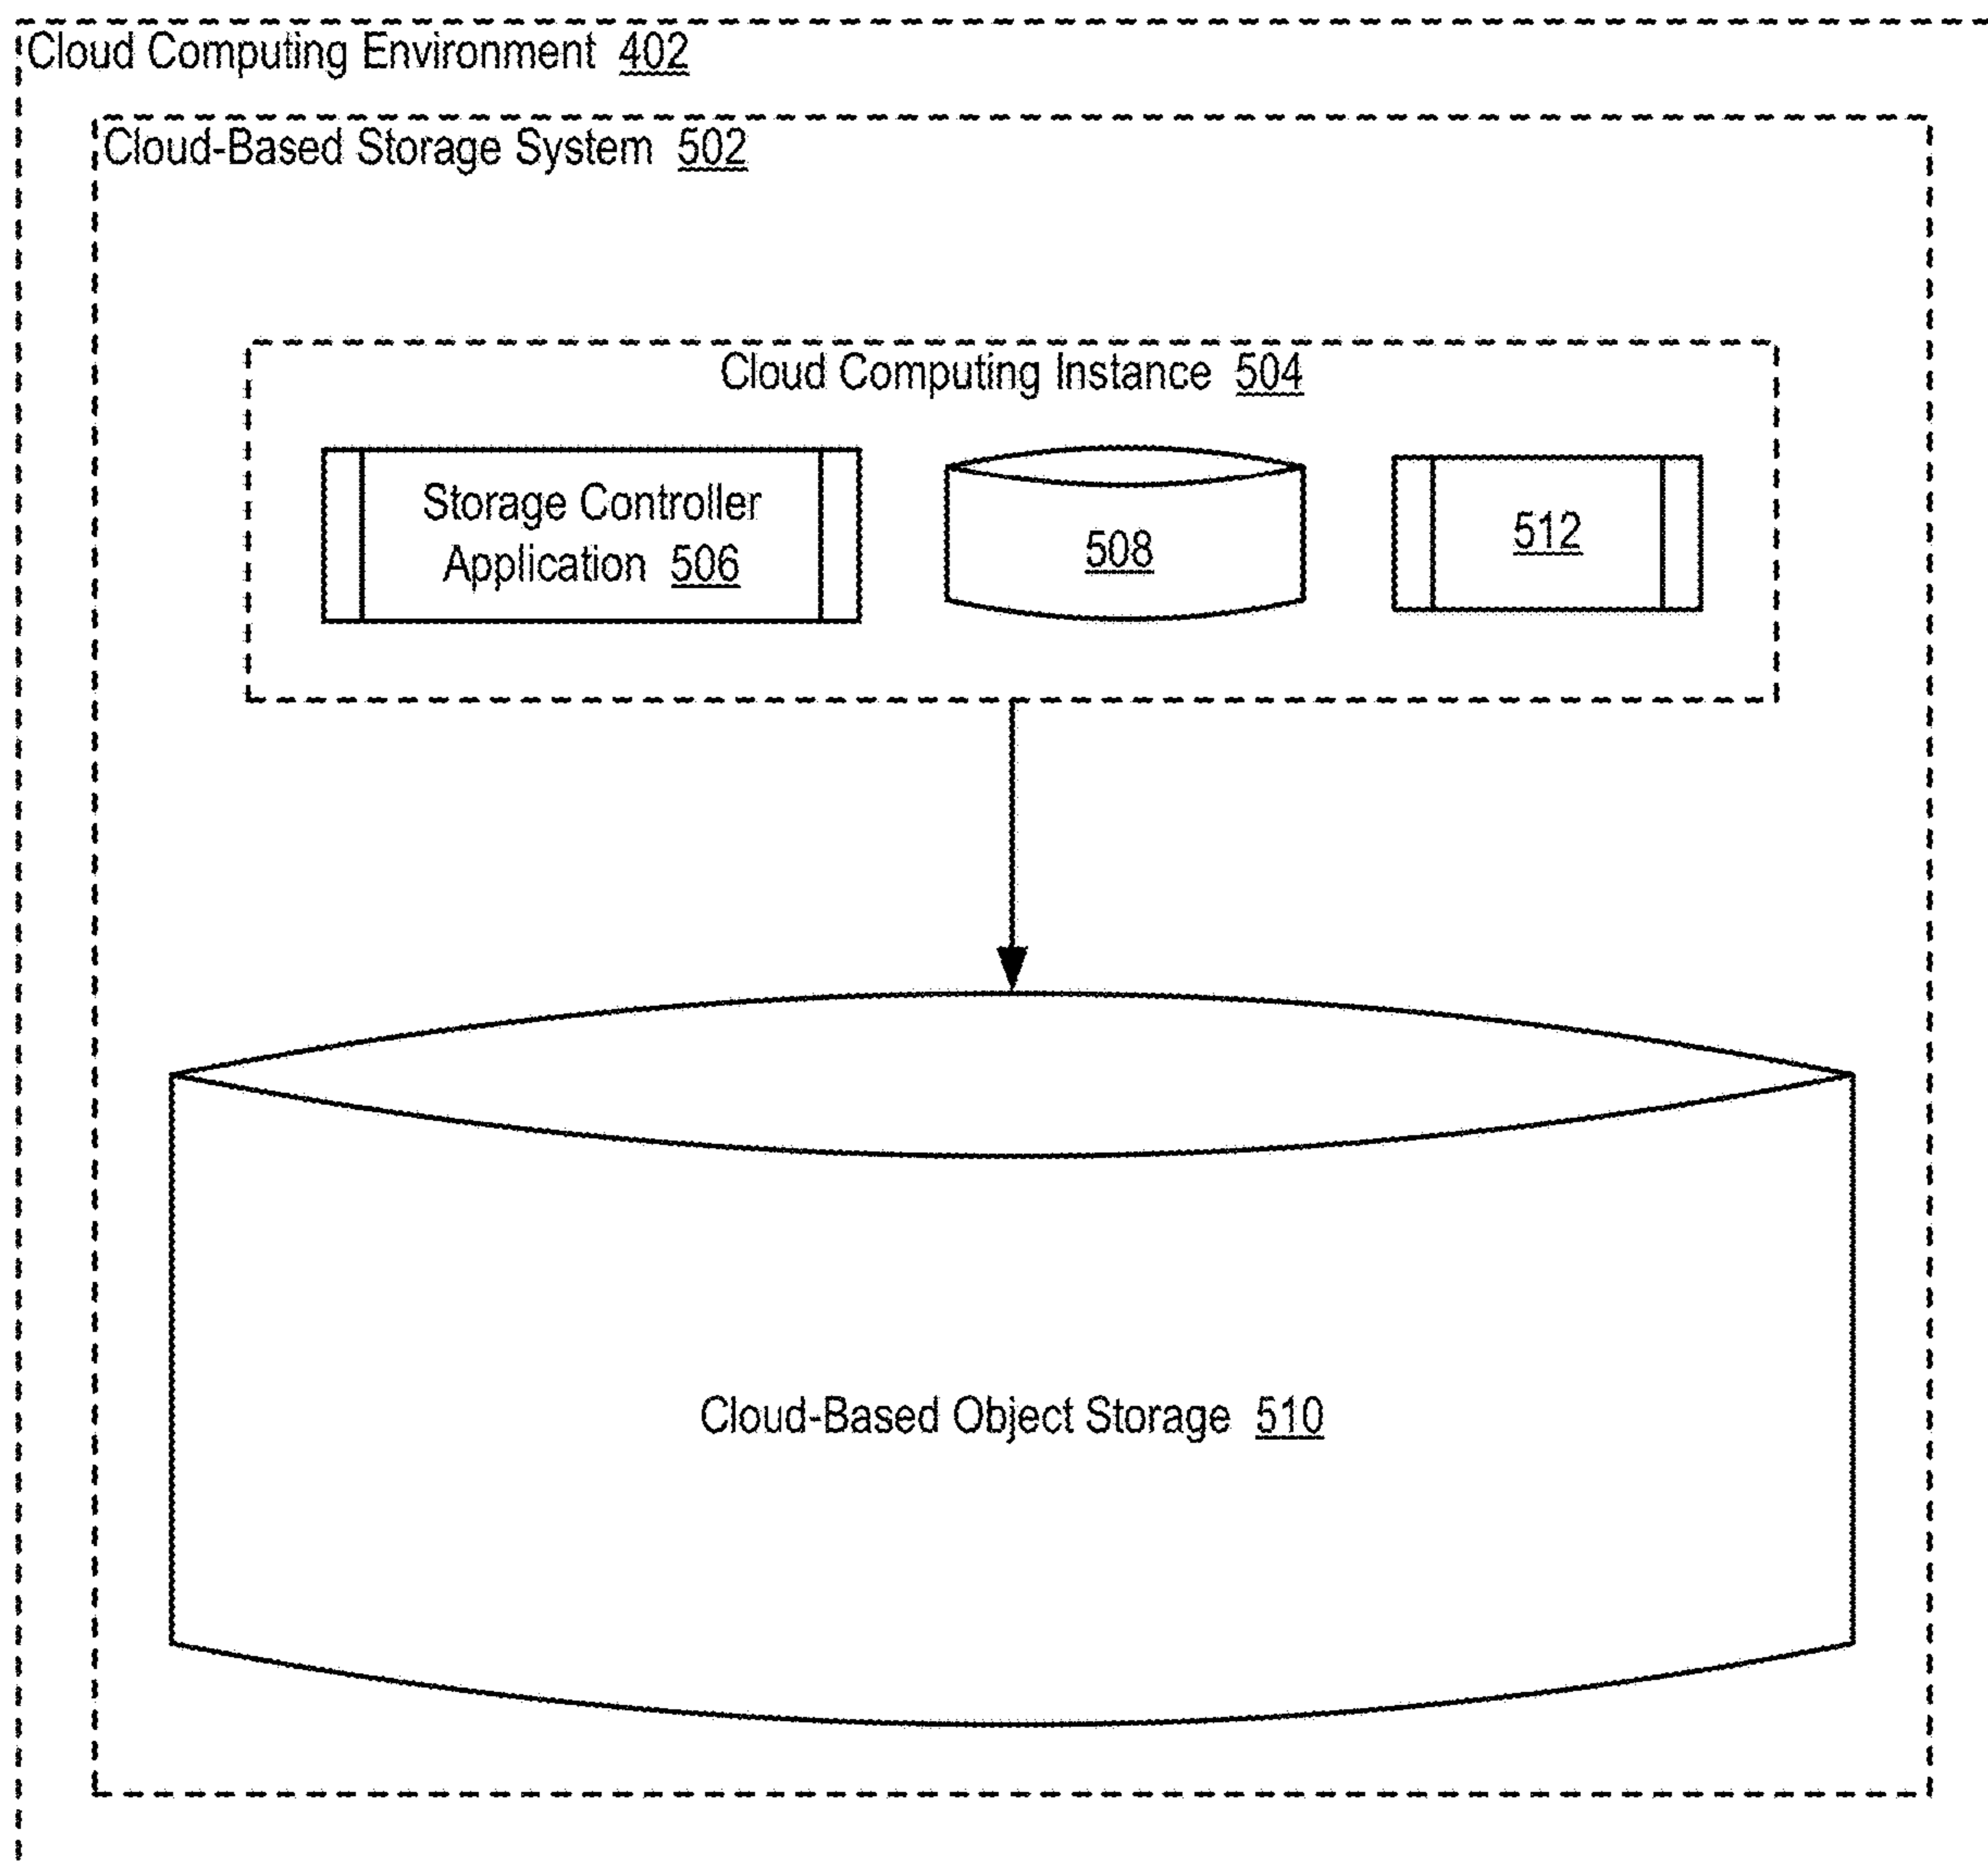 Cloud Computing Environment 402
Cloud-Based Storage System 502
Cloud Computing Instance 504
Storage Controller
Application 506
508
512
Cloud-Based Object Storage 510